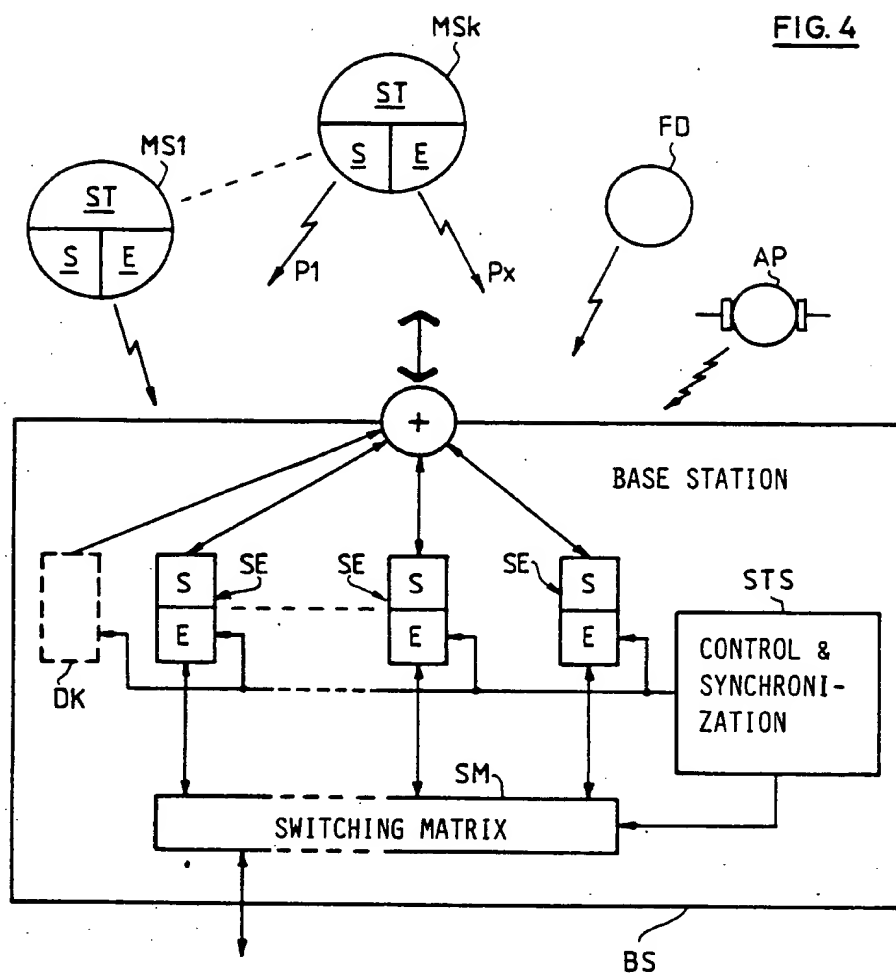 FIG. 4
MSk
ST
S E
MS1
ST
S E
FD
AP
P1
Px
+
BASE STATION
S
E
SE
S
E
SE
S
E
SE
STS
CONTROL &
SYNCHRONI-
ZATION
DK
SM
SWITCHING MATRIX
BS